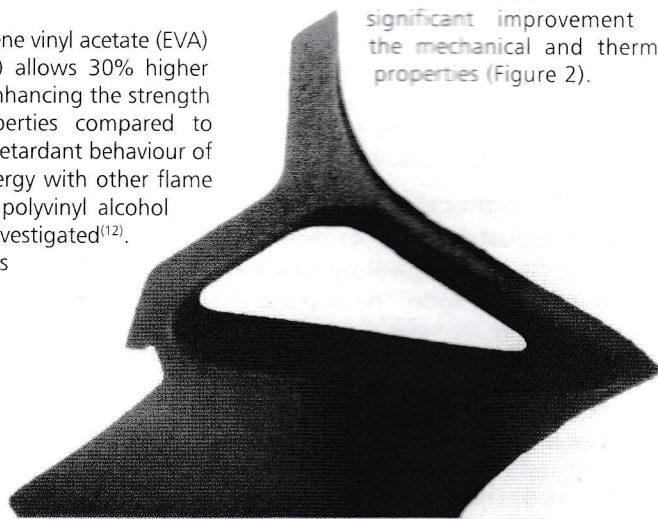 ene vinyl acetate (EVA)
) allows 30% higher
nhancing the strength
perties compared to
etardant behaviour of
ergy with other flame
polyvinyl alcohol
vestigated(12).
s
significant improvement
the mechanical and therm
properties (Figure 2).